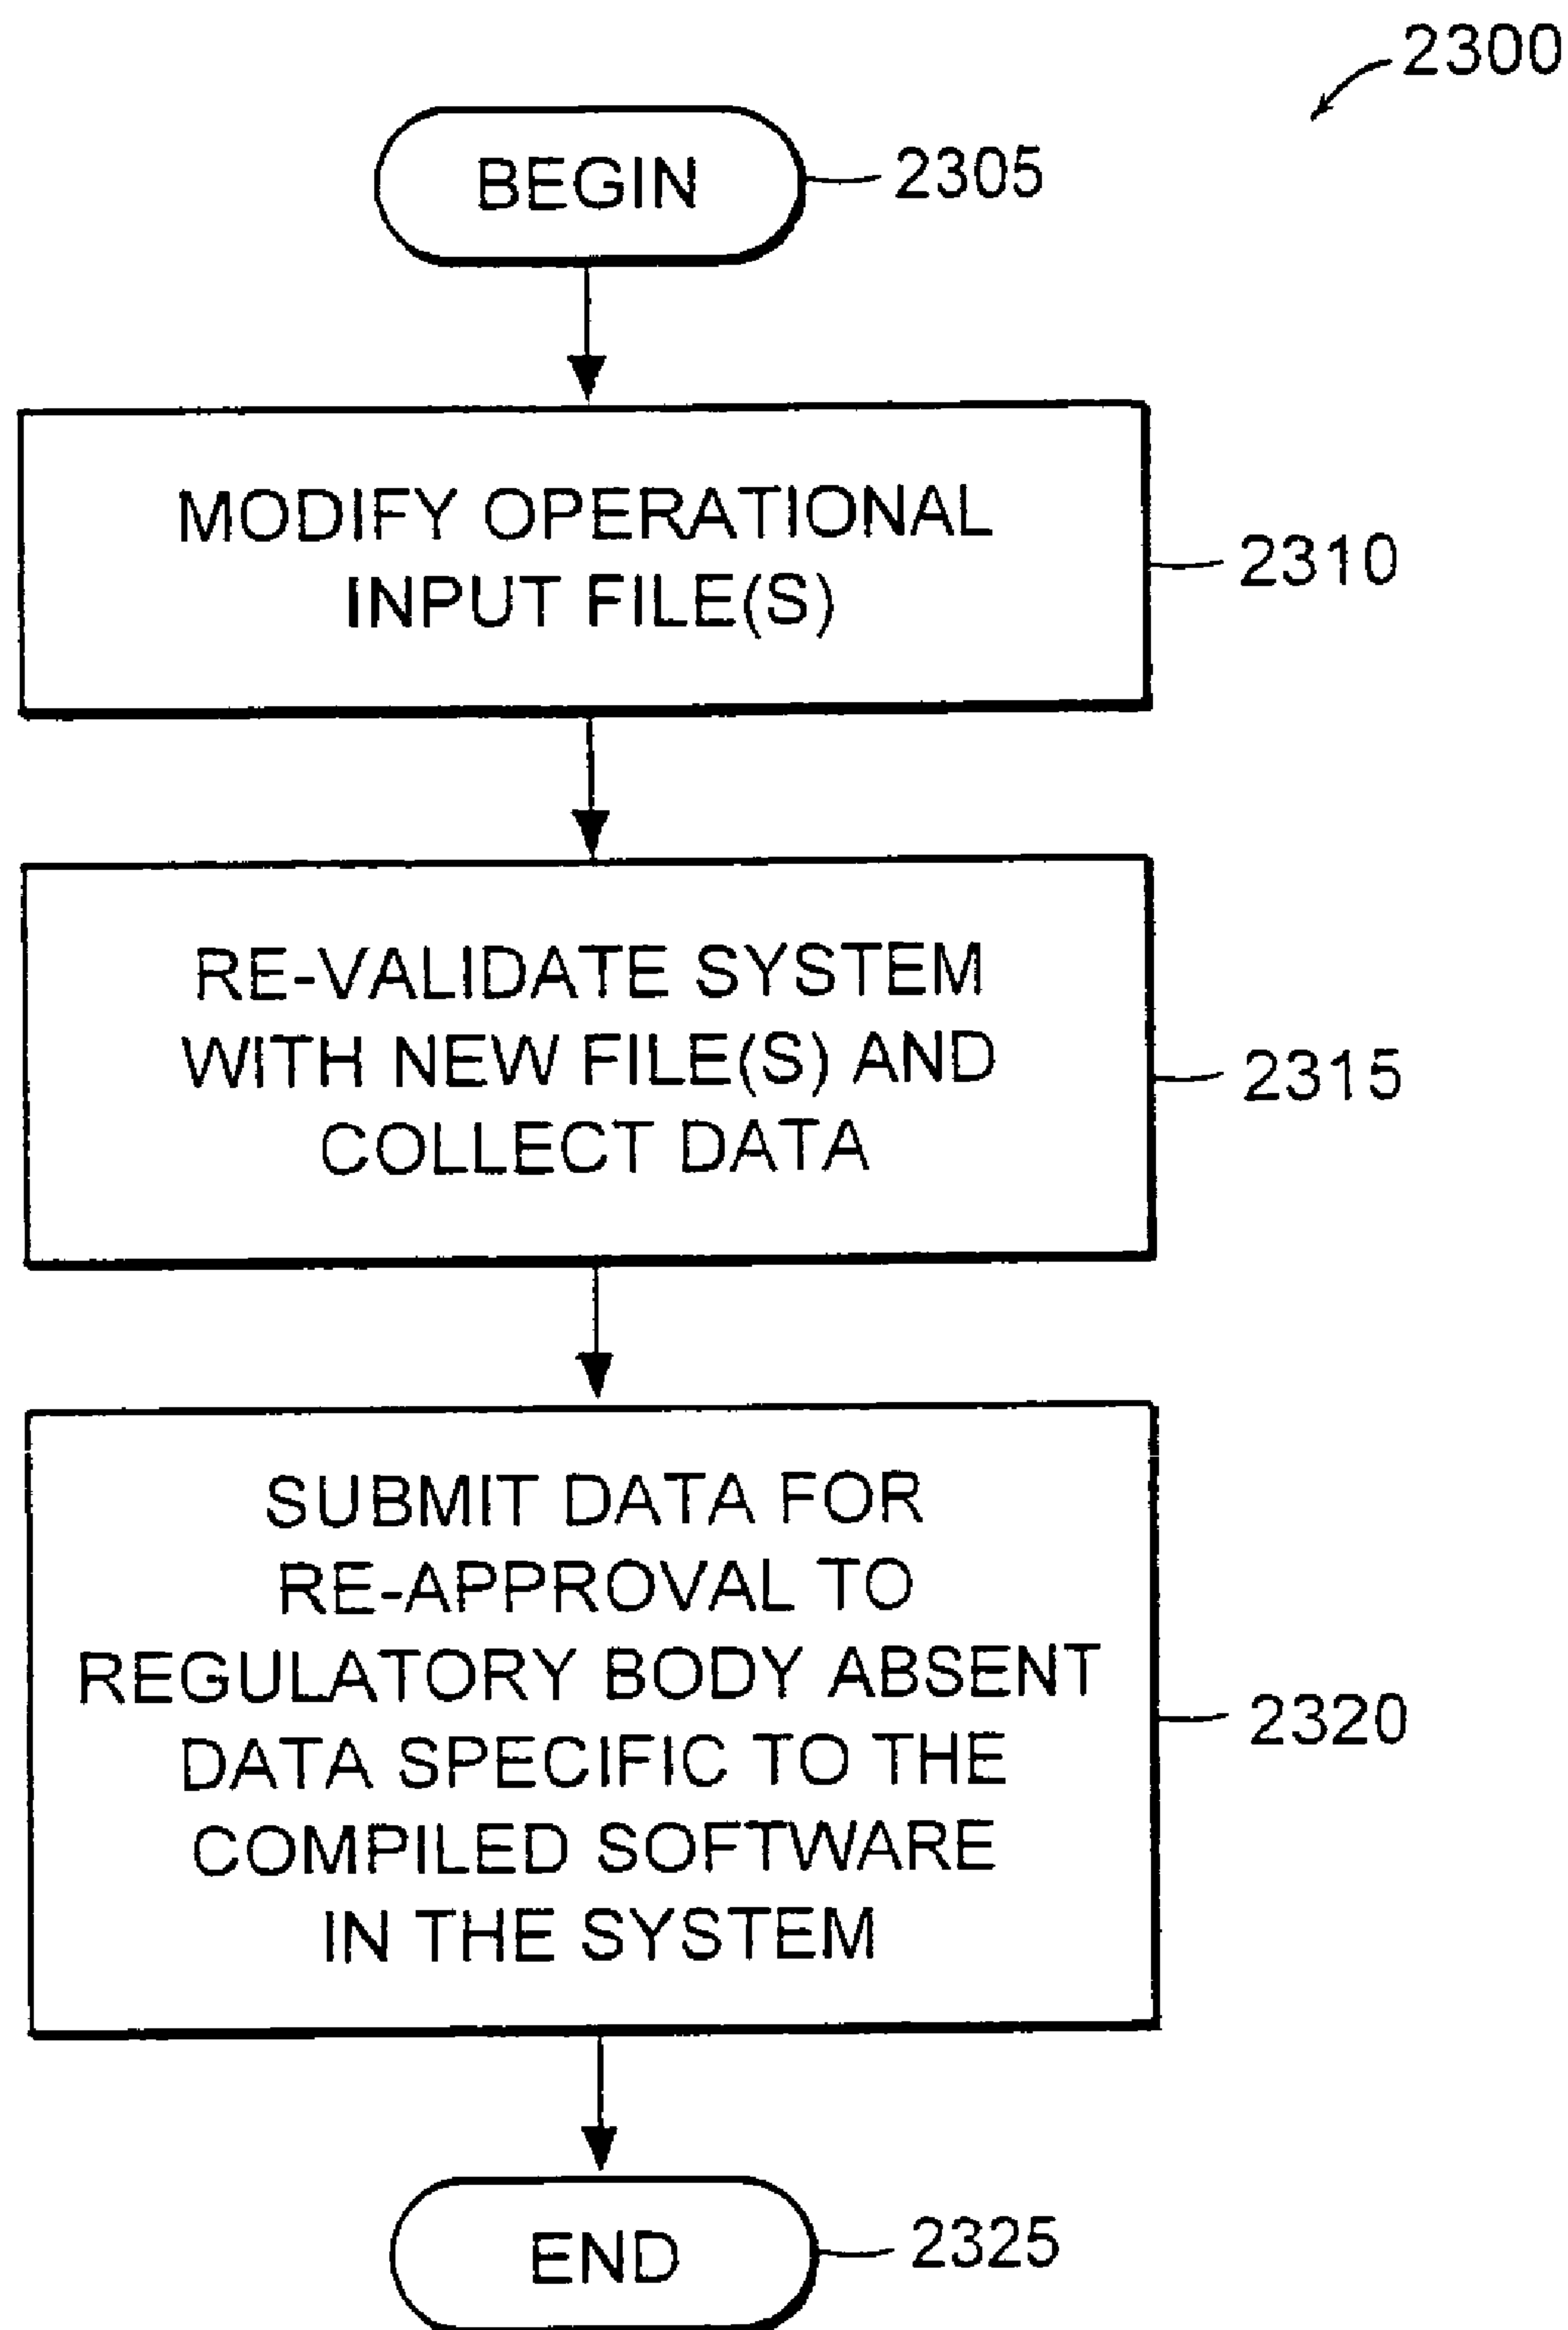 2300
BEGIN
2305
MODIFY OPERATIONAL
INPUT FILE(S)
2310
RE-VALIDATE SYSTEM
WITH NEW FILE(S) AND
COLLECT DATA
2315
SUBMIT DATA FOR
RE-APPROVAL TO
REGULATORY BODY ABSENT
DATA SPECIFIC TO THE
COMPILED SOFTWARE
IN THE SYSTEM
2320
END
2325